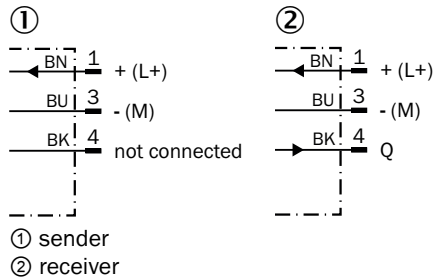 ① ②
BN 1 + (L+) BN 1 + (L+)
BU 3 - (M) BU 3 - (M)
BK 4 not connected BK 4 Q
① sender
② receiver